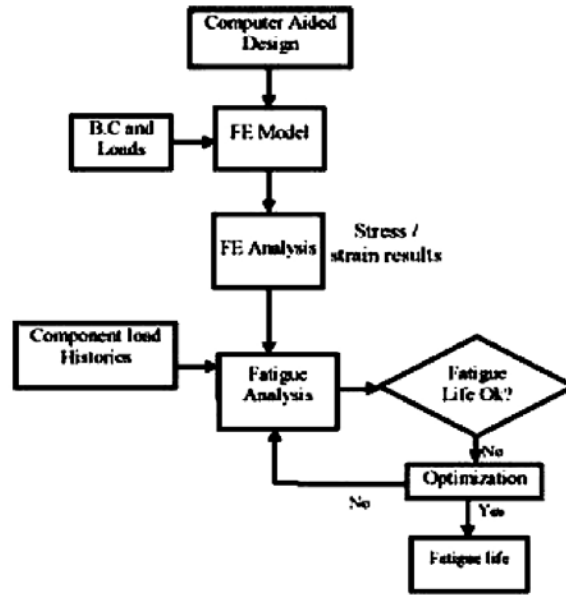 Computer Aided
Design
B.C and
Loads
FE Model
FE Analysis
Stress /
strain results
Component load
Histories
Fatigue
Analysis
Fatigue
Life Ok?
No
Optimization
No
Yes
Fatigue life